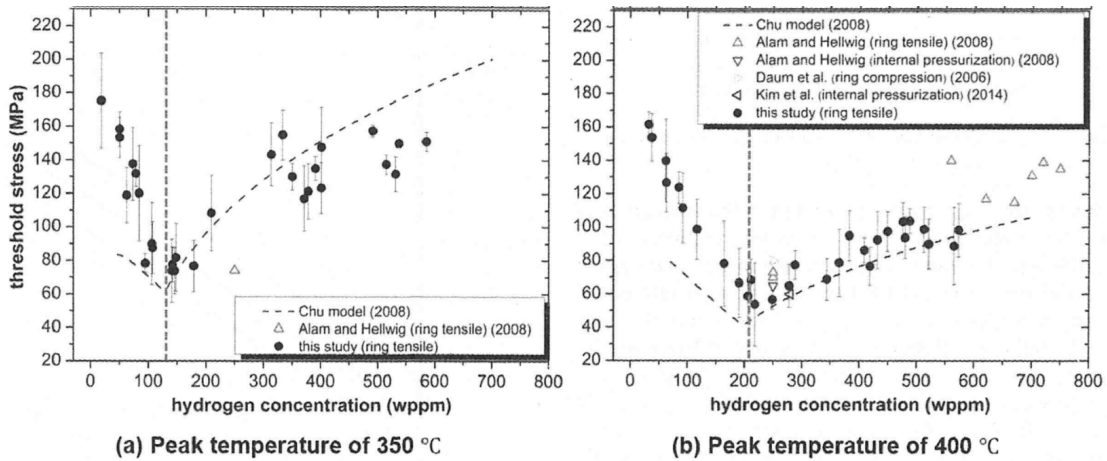 220
200
180
160
140
120
100
80
60
40
20
threshold stress (MPa)
Chu model (2008)
Alam and Hellwig (ring tensile) (2008)
this study (ring tensile)
0 100 200 300 400 500 600 700 800
hydrogen concentration (wppm)
(a) Peak temperature of 350 ℃
220
200
180
160
140
120
100
80
60
40
20
Chu model (2008)
Alam and Hellwig (ring tensile) (2008)
Alam and Hellwig (internal pressurization) (2008)
Daum et al. (ring compression) (2006)
Kim et al. (internal pressurization) (2014)
this study (ring tensile)
0 100 200 300 400 500 600 700 800
hydrogen concentration (wppm)
(b) Peak temperature of 400 ℃